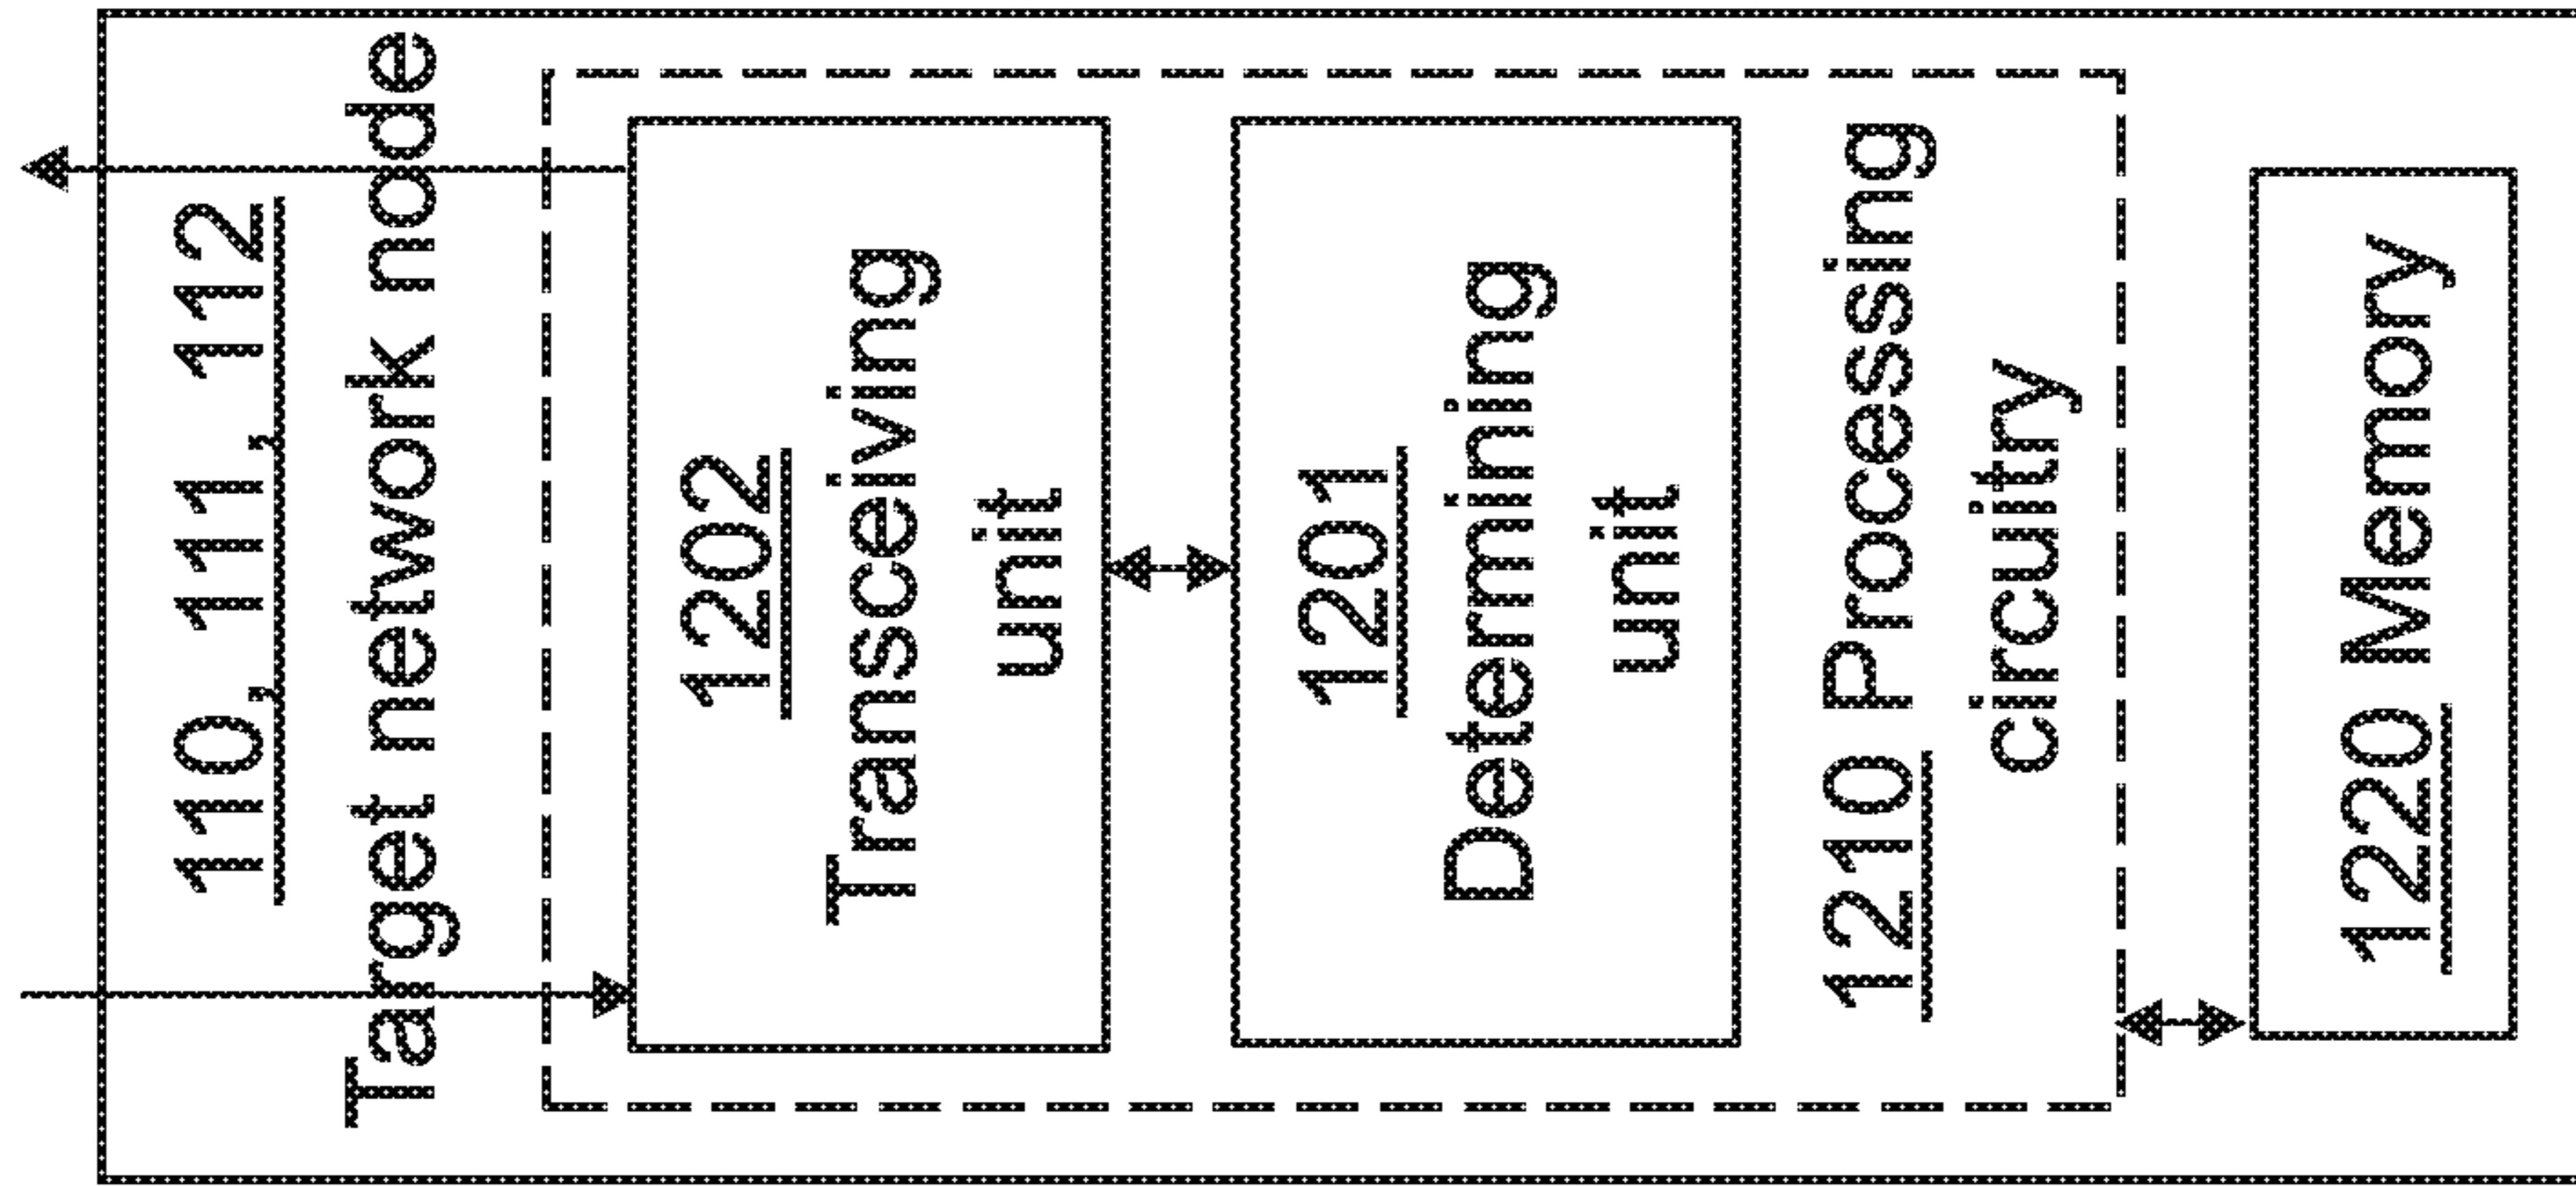 110, 111, 112
Target network node
1202
Transceiving
unit
1201
Determining
unit
1210 Processing
circuitry
1220 Memory